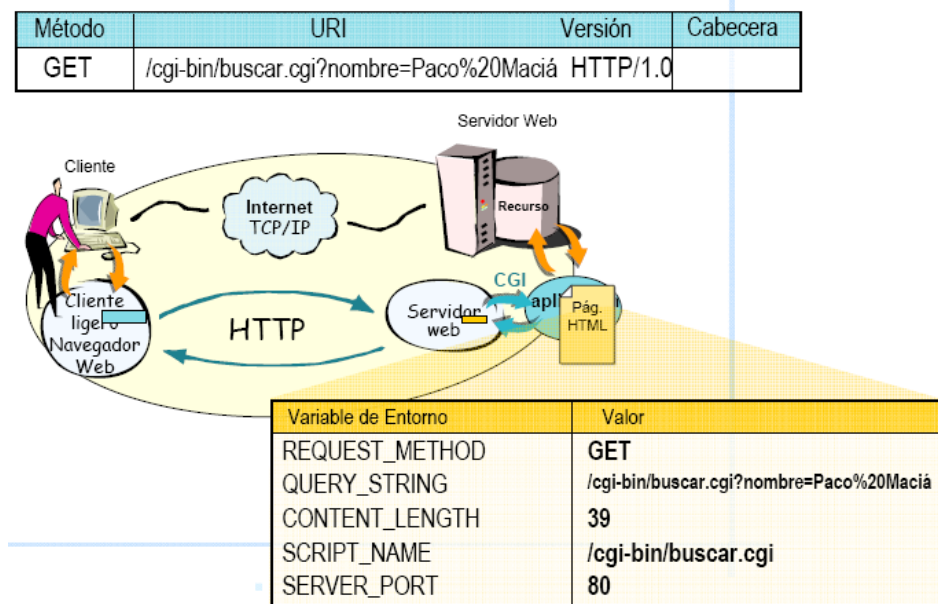 Método URI Versión Cabecera
GET /cgi-bin/buscar.cgi?nombre=Paco%20Maciá HTTP/1.0
Servidor Web
Cliente
Internet
TCP/IP
Recurso
CGI
Cliente
ligero
Navegador
Web
HTTP
Servidor
web
apl
Pág.
HTML
Variable de Entorno Valor
REQUEST_METHOD GET
QUERY_STRING /cgi-bin/buscar.cgi?nombre=Paco%20Maciá
CONTENT_LENGTH 39
SCRIPT_NAME /cgi-bin/buscar.cgi
SERVER_PORT 80